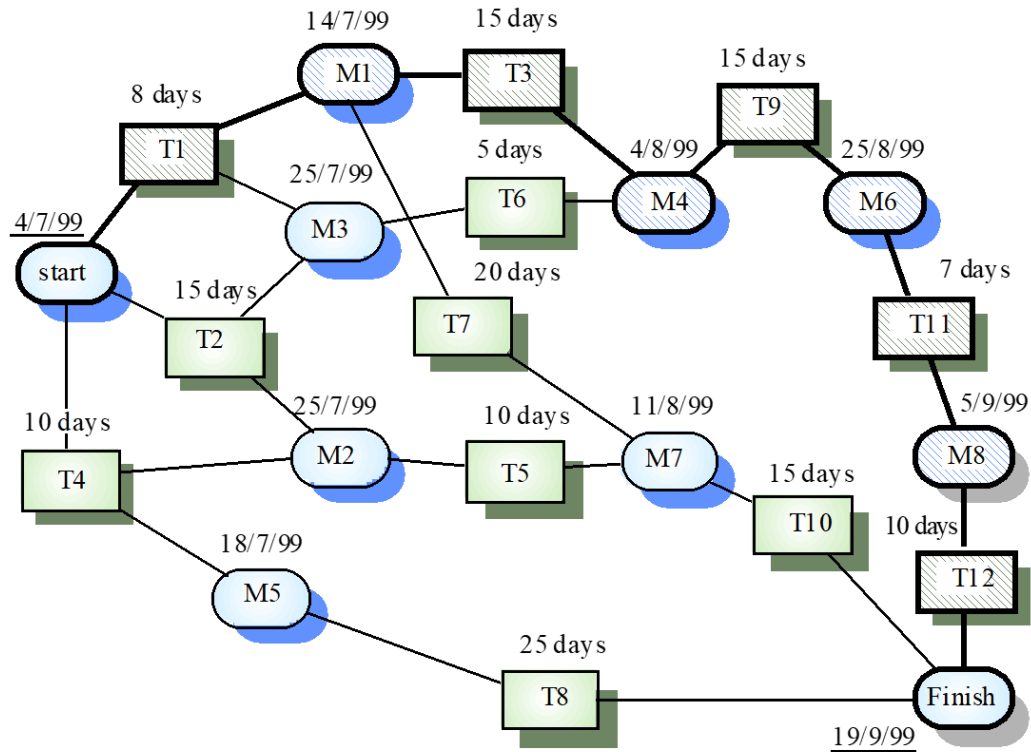 14/7/99
15 days
M1
T3
15 days
8 days
T9
T1
5 days
4/8/99
25/8/99
25/7/99
T6
M4
M6
4/7/99
M3
start
15 days
20 days
7 days
T2
T7
T11
25/7/99
11/8/99
5/9/99
10 days
10 days
M2
M7
M8
T4
T5
15 days
T10
10 days
18/7/99
T12
M5
25 days
T8
Finish
19/9/99